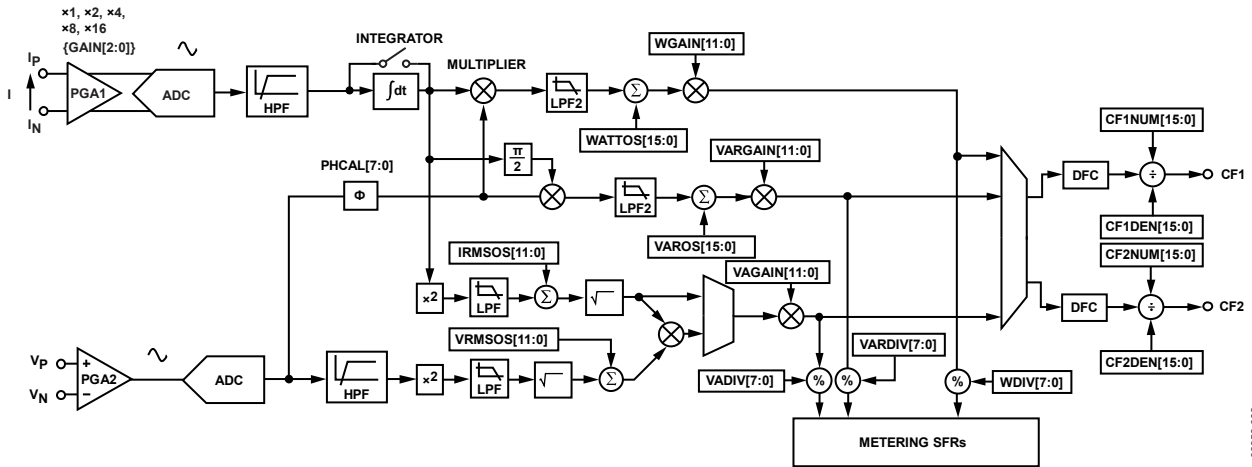 ×1, ×2, ×4,
×8, ×16
{GAIN[2:0]}
INTEGRATOR
WGAIN[11:0]
MULTIPLIER
I
IP
IN
PGA1
ADC
HPF
∫dt
LPF2
Σ
WATTOS[15:0]
VARGAIN[11:0]
CF1NUM[15:0]
PHCAL[7:0]
π
2
Φ
LPF2
Σ
DFC
÷
CF1
VAROS[15:0]
CF1DEN[15:0]
CF2NUM[15:0]
IRMSOS[11:0]
VAGAIN[11:0]
×2
LPF
Σ
√
DFC
÷
CF2
VRMSOS[11:0]
VARDIV[7:0]
CF2DEN[15:0]
VP
VN
+
−
PGA2
ADC
HPF
×2
LPF
√
Σ
VADIV[7:0]
%
%
%
WDIV[7:0]
METERING SFRs